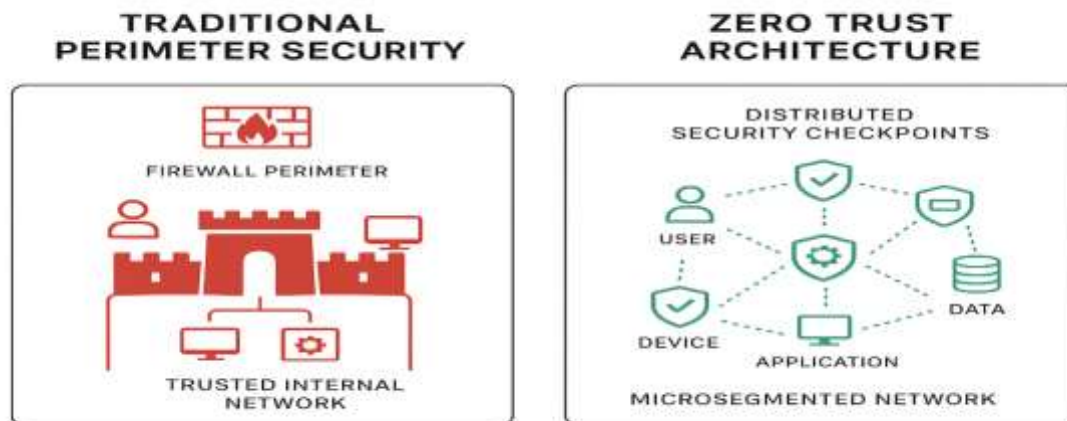 TRADITIONAL
PERIMETER SECURITY
FIREWALL PERIMETER
TRUSTED INTERNAL
NETWORK
ZERO TRUST
ARCHITECTURE
DISTRIBUTED
SECURITY CHECKPOINTS
USER
DATA
DEVICE
APPLICATION
MICROSEGMENTED NETWORK